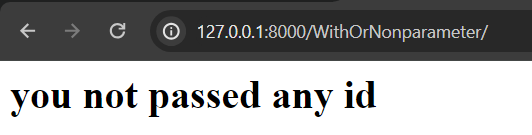 127.0.0.1:8000/WithOrNonparameter/
you not passed any id